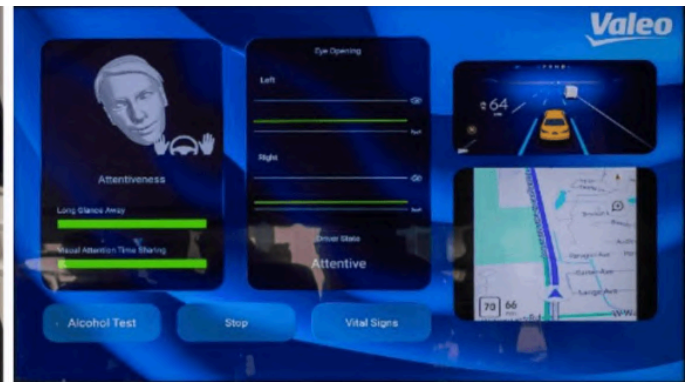 Valeo
Eye Opening
Left
Right
Attentiveness
Long Glance Away
Visual Attention Time Sharing
Driver State
Attentive
Alcohol Test
Stop
Vital Signs
64
70
66